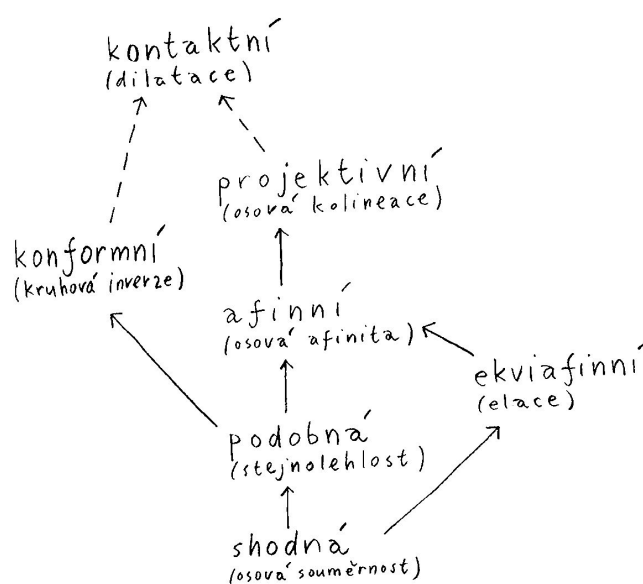 kontaktní
(dilatace)
projektivní
(osová kolineace)
konformní
(kruhová inverze)
afinní
(osová afinita)
ekviafinní
(elace)
podobná
(stejnolehlost)
shodná
(osová souměrnost)